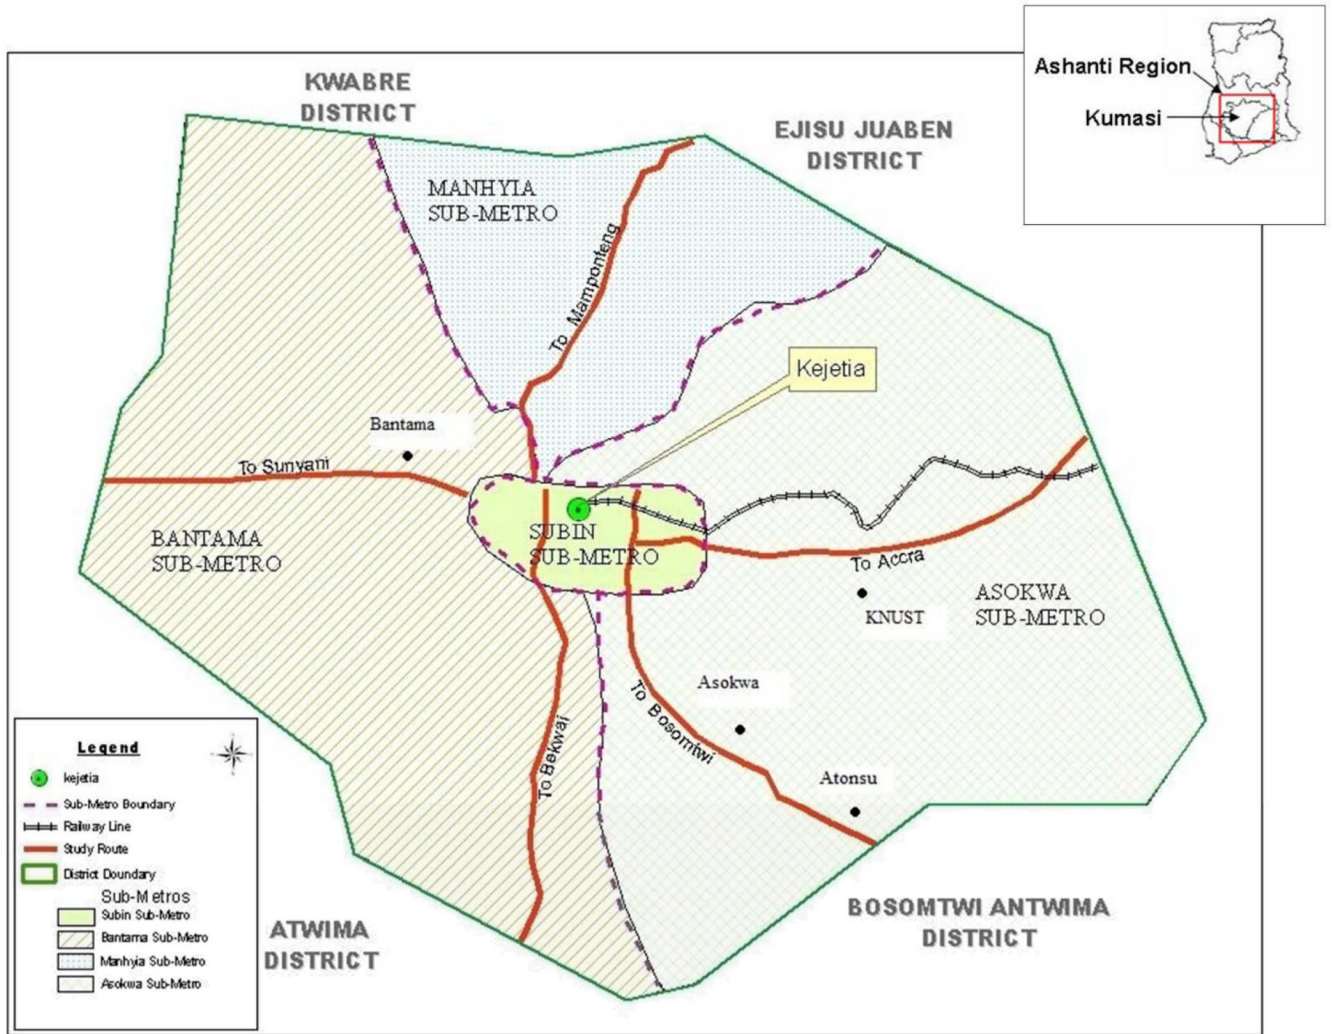 KWABRE
DISTRICT
EJISU JUABEN
DISTRICT
Ashanti Region
Kumasi
MANHYIA
SUB-METRO
To Mamponteng
Kejetia
Bantama
To Sunyani
BANTAMA
SUB-METRO
SUBIN
SUB-METRO
To Accra
KNUST
ASOKWA
SUB-METRO
Asokwa
To Bosomtwi
To Bekwai
Atonsu
ATWIMA
DISTRICT
BOSOMTWI ANTWIMA
DISTRICT
Legend
kejetia
Sub-Metro Boundary
Railway Line
Study Route
District Doundary
Sub-Metros
Subin Sub-Metro
Bantama Sub-Metro
Manhyia Sub-Metro
Asokwa Sub-Metro